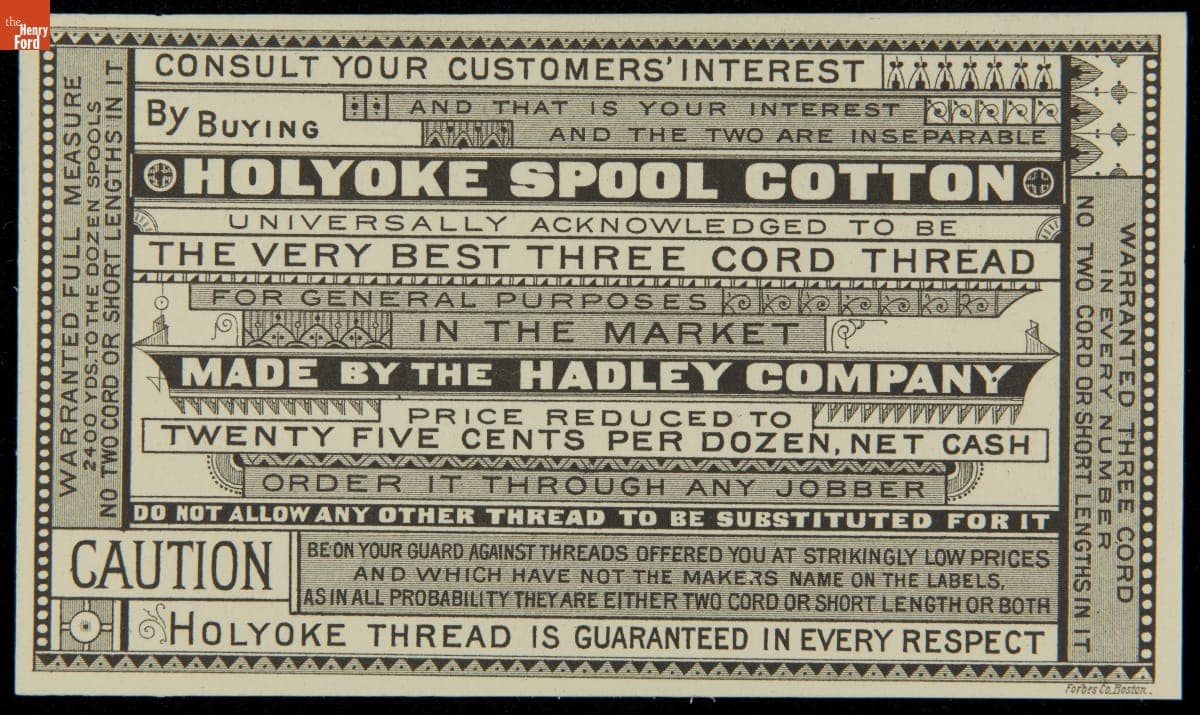 the
Henry
Ford
CONSULT YOUR CUSTOMERS' INTEREST
AND THAT IS YOUR INTEREST
By BUYING
AND THE TWO ARE INSEPARABLE
HOLYOKE SPOOL COTTON
UNIVERSALLY ACKNOWLEDGED TO BE
THE VERY BEST THREE CORD THREAD
FOR GENERAL PURPOSES
IN THE MARKET
MADE BY THE HADLEY COMPANY
PRICE REDUCED TO
TWENTY FIVE CENTS PER DOZEN, NET CASH
ORDER IT THROUGH ANY JOBBER
DO NOT ALLOW ANY OTHER THREAD TO BE SUBSTITUTED FOR IT
CAUTION
BE ON YOUR GUARD AGAINST THREADS OFFERED YOU AT STRIKINGLY LOW PRICES
AND WHICH HAVE NOT THE MAKERS NAME ON THE LABELS,
AS IN ALL PROBABILITY THEY ARE EITHER TWO CORD OR SHORT LENGTH OR BOTH
HOLYOKE THREAD IS GUARANTEED IN EVERY RESPECT
WARRANTED FULL MEASURE
2400 YDS. TO THE DOZEN SPOOLS
NO TWO CORD OR SHORT LENGTHS IN IT
WARRANTED THREE CORD
IN EVERY NUMBER
NO TWO CORD OR SHORT LENGTHS IN IT
Forbes Co. Boston.